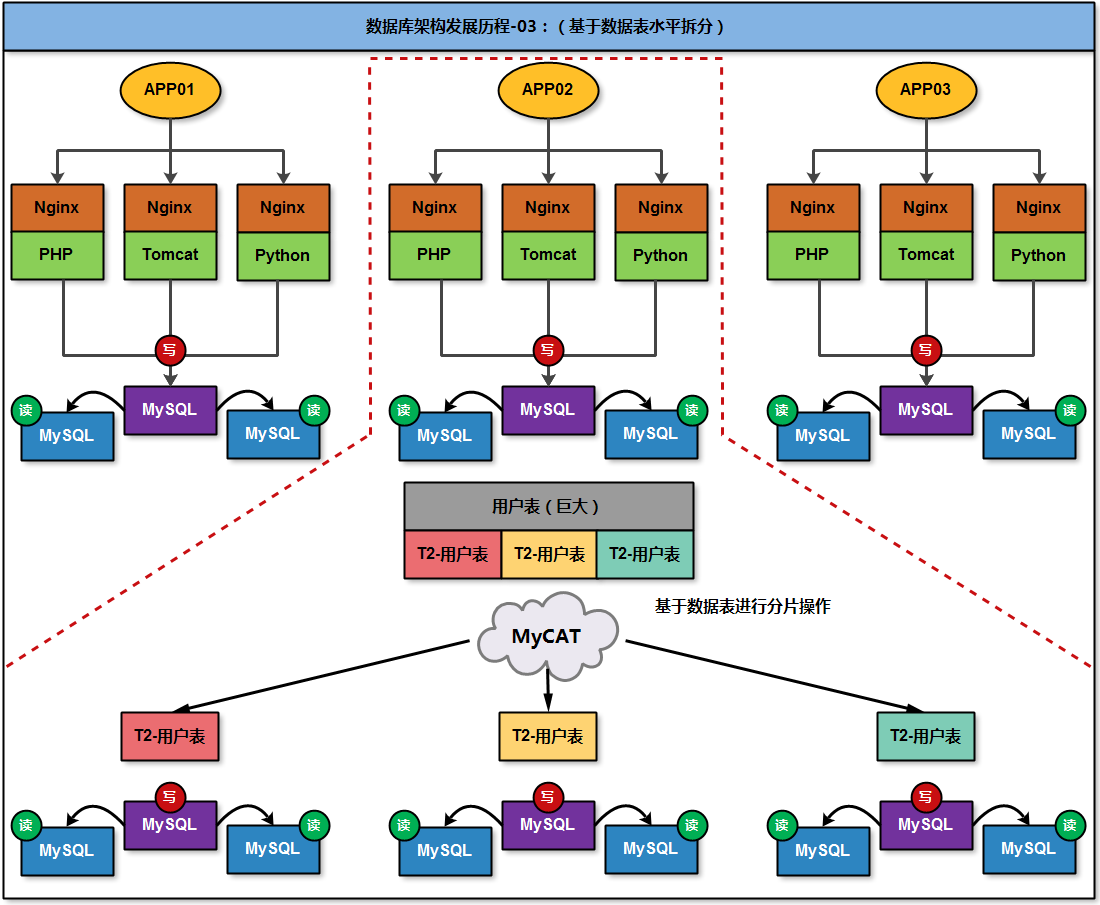 数据库架构发展历程-03：（基于数据表水平拆分）
APP01 APP02 APP03
Nginx Nginx Nginx Nginx Nginx Nginx Nginx Nginx Nginx
PHP Tomcat Python PHP Tomcat Python PHP Tomcat Python
写 写 写
读 MySQL 读 读 MySQL 读 读 MySQL 读
MySQL MySQL MySQL MySQL MySQL MySQL
用户表（巨大）
T2-用户表 T2-用户表 T2-用户表
基于数据表进行分片操作
MyCAT
T2-用户表 T2-用户表 T2-用户表
写 写 写
读 MySQL 读 读 MySQL 读 读 MySQL 读
MySQL MySQL MySQL MySQL MySQL MySQL